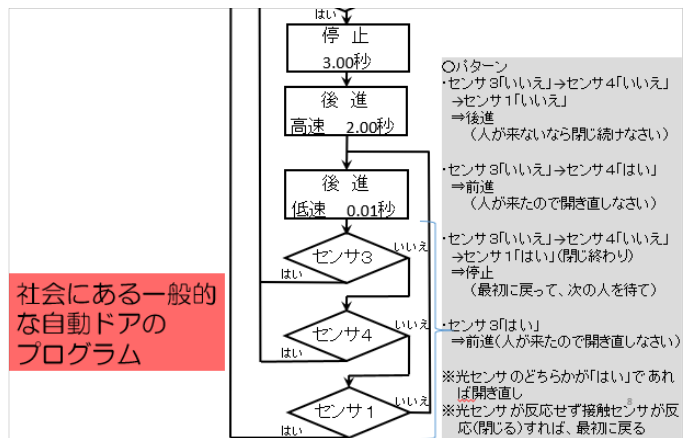 はい
停 止
3.00秒
後 進
高速 2.00秒
後 進
低速 0.01秒
センサ3
いいえ
はい
センサ4
いいえ
はい
センサ1
いいえ
はい
社会にある一般的
な自動ドアの
プログラム
〇パターン
・センサ3「いいえ」→センサ4「いいえ」
→センサ1「いいえ」
⇒後進
(人が来ないなら閉じ続けなさい)
・センサ3「いいえ」→センサ4「はい」
⇒前進
(人が来たので開き直しなさい)
・センサ3「いいえ」→センサ4「いいえ」
→センサ1「はい」(閉じ終わり)
⇒停止
(最初に戻って、次の人を待て)
・センサ3「はい」
⇒前進(人が来たので開き直しなさい)
※光センサのどちらかが「はい」であ
れば開き直し
8
※光センサが反応せず接触センサが反
応(閉じる)すれば、最初に戻る